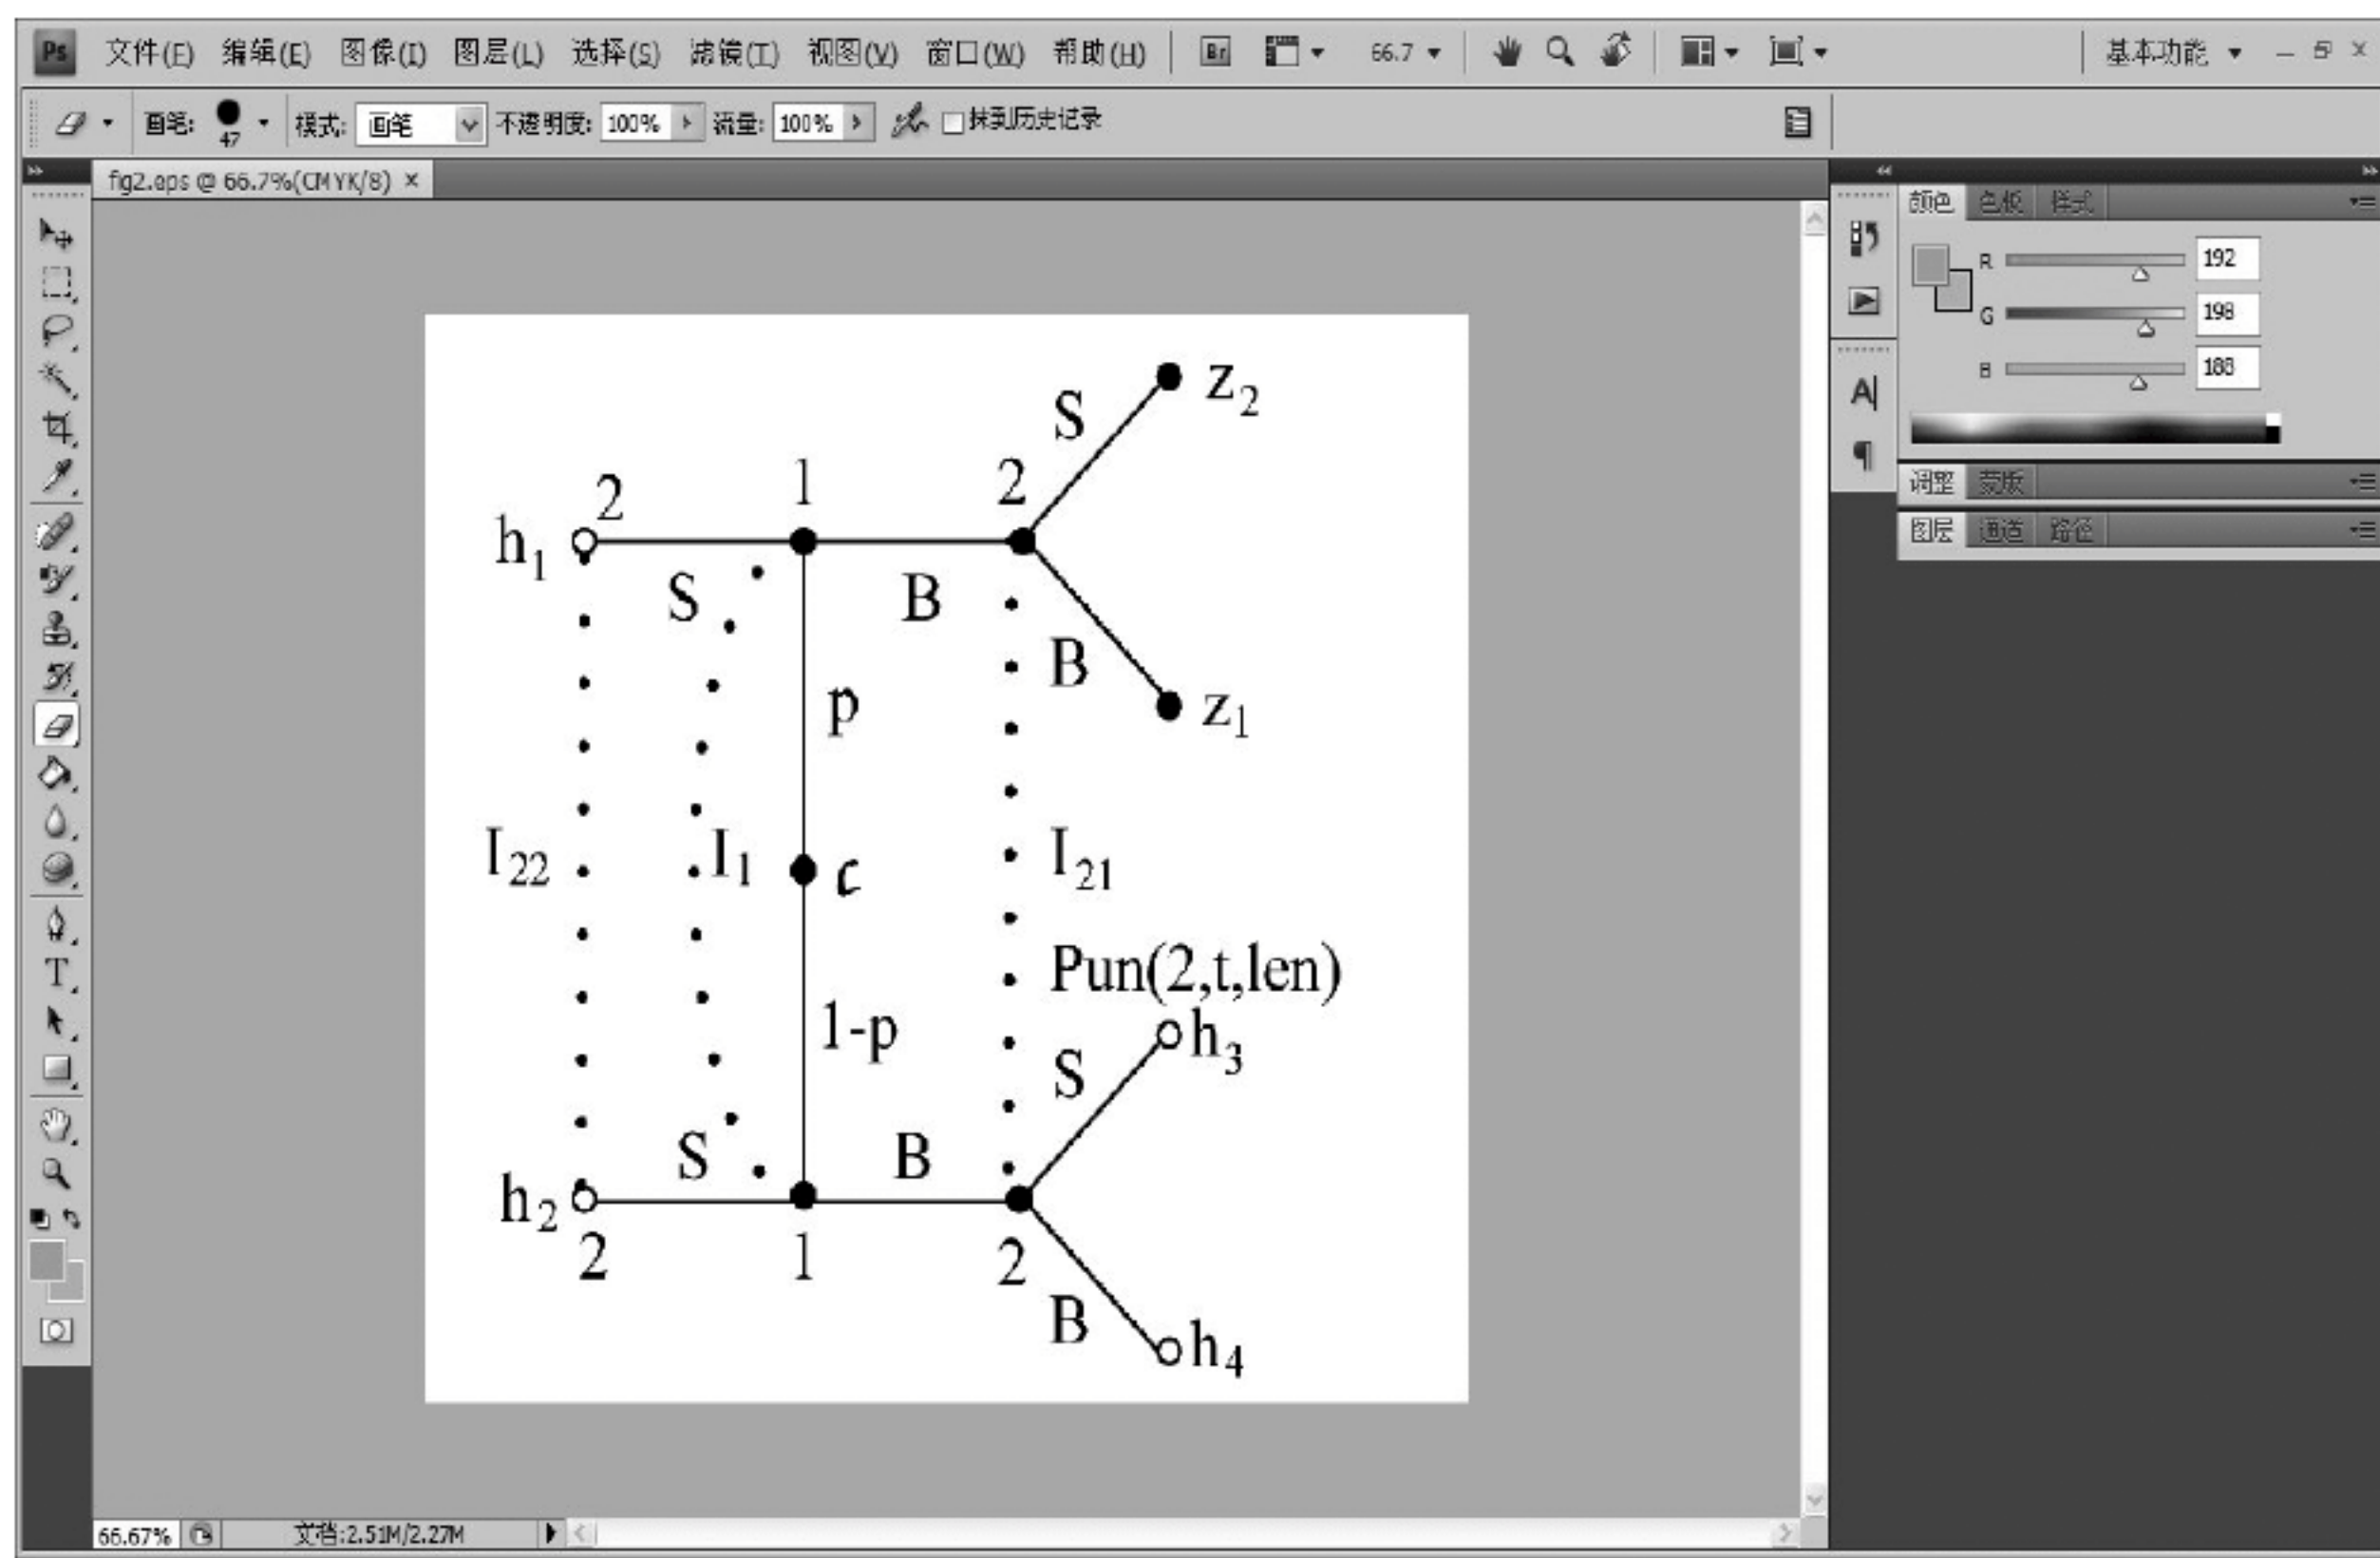 Ps 文件(F) 编辑(E) 图像(I) 图层(L) 选择(S) 滤镜(T) 视图(V) 窗口(W) 帮助(H) Br 66.7 基本功能
画笔: 47 模式: 画笔 不透明度: 100% 流量: 100% 抹到历史记录
fig2.eps @ 66.7%(CMYK/8) ×
颜色 色板 样式
R 192
G 198
B 188
调整 蒙版
图层 通道 路径
A|
¶
T
S z2
2 1 2
h1
S B
B
p z1
I22 I1 c I21
Pun(2,t,len)
1-p h3
S
S B
h2
2 1 2
B h4
66.67% 文档:2.51M/2.27M